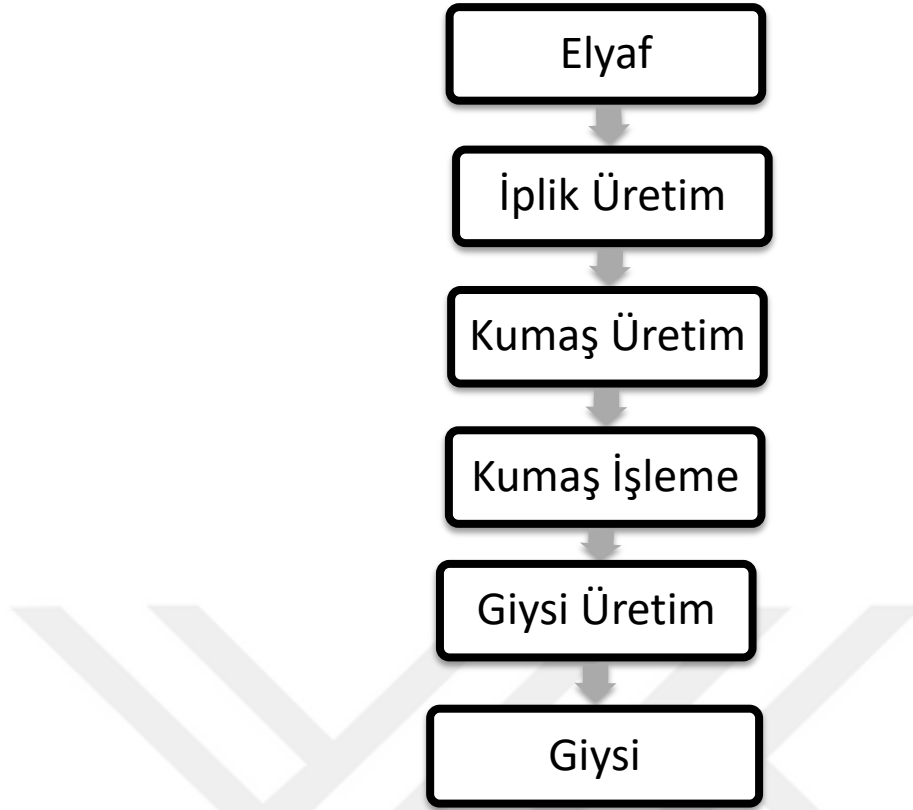 Elyaf
İplik Üretim
Kumaş Üretim
Kumaş İşleme
Giysi Üretim
Giysi